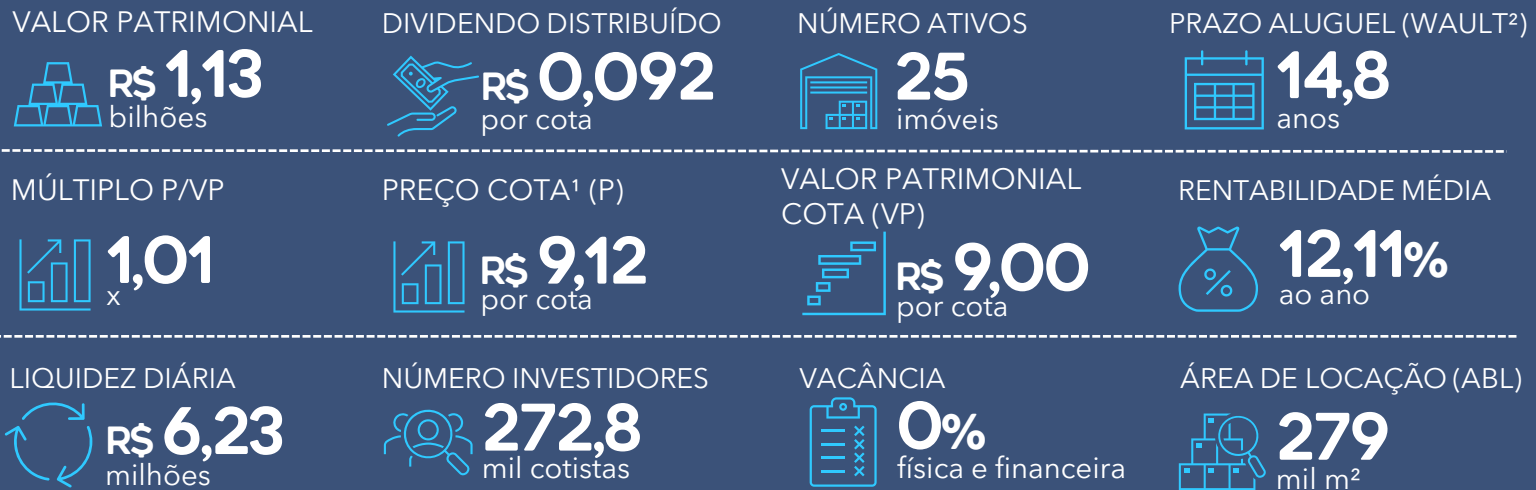 VALOR PATRIMONIAL
R$ 1,13
bilhões
DIVIDENDO DISTRIBUÍDO
R$ 0,092
por cota
NÚMERO ATIVOS
25
imóveis
PRAZO ALUGUEL (WAULT²)
14,8
anos
MÚLTIPLO P/VP
1,01
x
PREÇO COTA¹ (P)
R$ 9,12
por cota
VALOR PATRIMONIAL
COTA (VP)
R$ 9,00
por cota
RENTABILIDADE MÉDIA
%
12,11%
ao ano
LIQUIDEZ DIÁRIA
R$ 6,23
milhões
NÚMERO INVESTIDORES
272,8
mil cotistas
VACÂNCIA
0%
física e financeira
ÁREA DE LOCAÇÃO (ABL)
279
mil m²